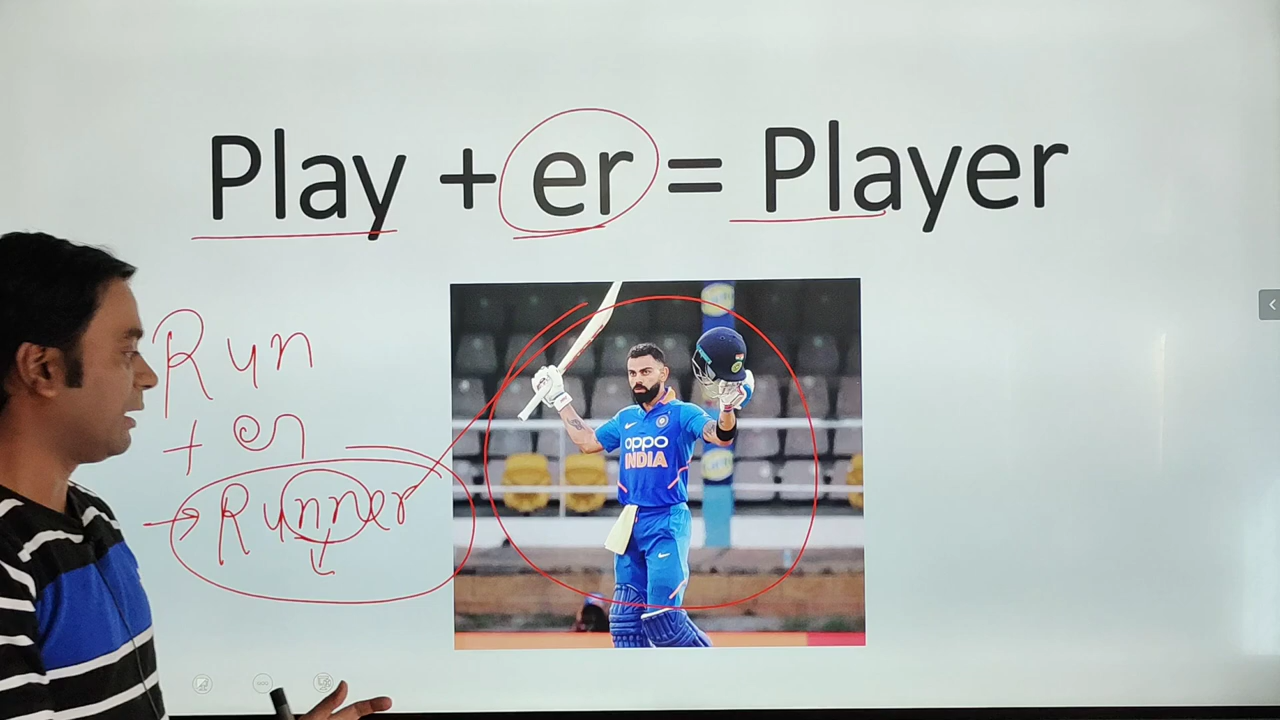 Play + er = Player
Run
+ er
→ Runner
oppo
INDIA